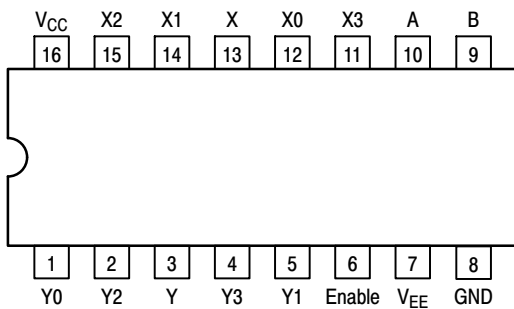 VCC X2 X1 X X0 X3 A B
16 15 14 13 12 11 10 9
1 2 3 4 5 6 7 8
Y0 Y2 Y Y3 Y1 Enable VEE GND